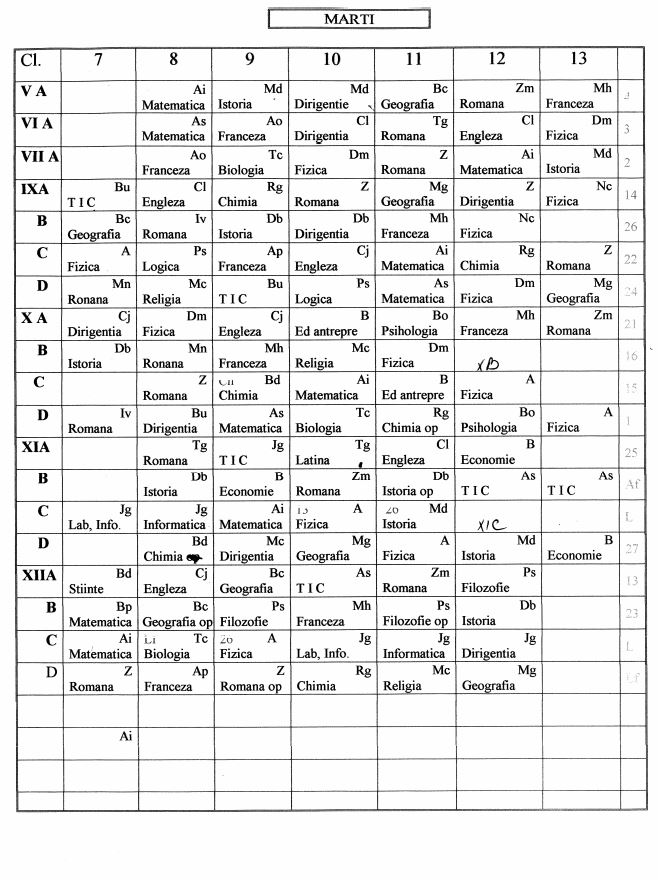 MARTI
Cl. 7 8 9 10 11 12 13
V A Ai Md Md Bc Zm Mh
Matematica Istoria Dirigentie Geografia Romana Franceza
VI A As Ao Cl Tg Cl Dm 3
Matematica Franceza Dirigentia Romana Engleza Fizica
VII A Ao Tc Dm Z Ai Md 2
Franceza Biologia Fizica Romana Matematica Istoria
IXA Bu Cl Rg Z Mg Z Nc 14
T I C Engleza Chimia Romana Geografia Dirigentia Fizica
B Bc Iv Db Db Mh Nc 26
Geografia Romana Istoria Dirigentia Franceza Fizica
C A Ps Ap Cj Ai Rg Z 22
Fizica Logica Franceza Engleza Matematica Chimia Romana
D Mn Mc Bu Ps As Dm Mg 24
Ronana Religia T I C Logica Matematica Fizica Geografia
X A Cj Dm Cj B Bo Mh Zm 21
Dirigentia Fizica Engleza Ed antrepre Psihologia Franceza Romana
B Db Mn Mh Mc Dm 16
Istoria Ronana Franceza Religia Fizica XB
C Z Bd Ai B A 15
Romana Chimia Matematica Ed antrepre Fizica
D Iv Bu As Tc Rg Bo A 1
Romana Dirigentia Matematica Biologia Chimia op Psihologia Fizica
XIA Tg Jg Tg Cl B 25
Romana T I C Latina Engleza Economie
B Db B Zm Db As As Af
Istoria Economie Romana Istoria op T I C T I C
C Jg Jg Ai 13 A 20 Md L
Lab, Info. Informatica Matematica Fizica Istoria XIC
D Bd Mc Mg A Md B 27
Chimia Dirigentia Geografia Fizica Istoria Economie
XIIA Bd Cj Bc As Zm Ps 13
Stiinte Engleza Geografia T I C Romana Filozofie
B Bp Bc Ps Mh Ps Db 23
Matematica Geografia op Filozofie Franceza Filozofie op Istoria
C Ai L1 Tc 20 A Jg Jg Jg L
Matematica Biologia Fizica Lab, Info. Informatica Dirigentia
D Z Ap Z Rg Mc Mg
Romana Franceza Romana op Chimia Religia Geografia
Ai